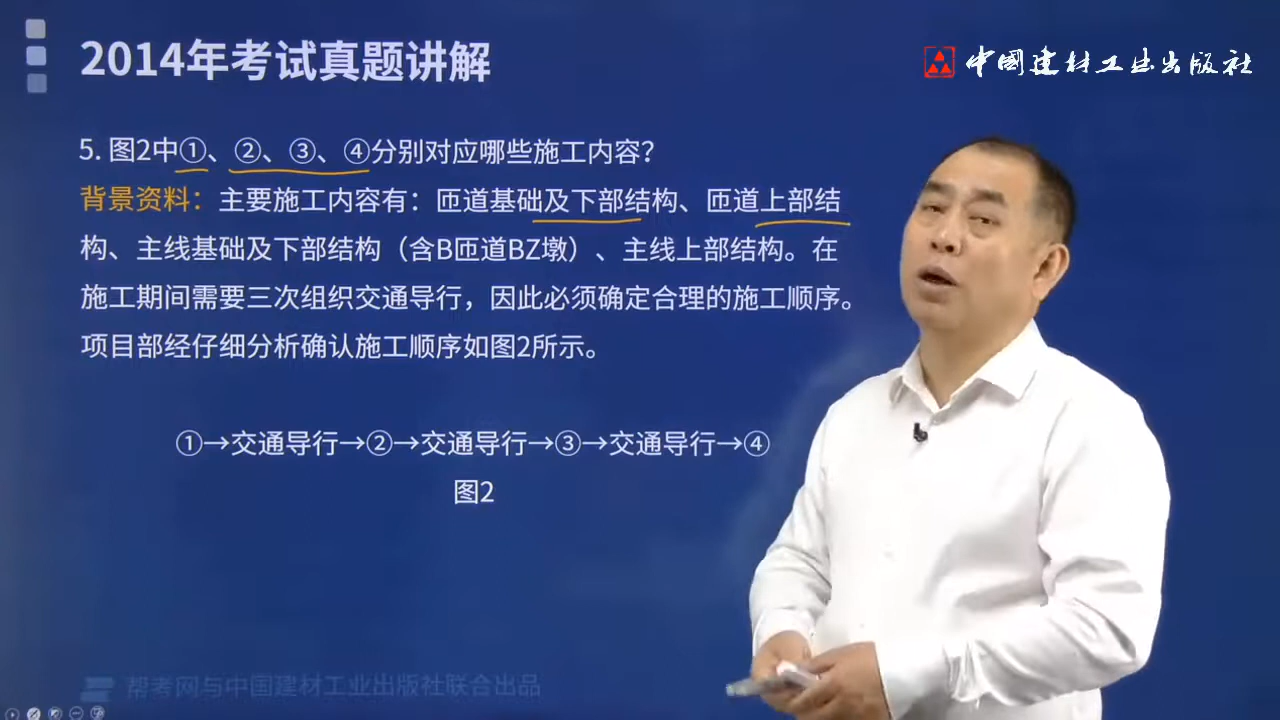 2014年考试真题讲解
中国建材工业出版社
5. 图2中①、②、③、④分别对应哪些施工内容？
背景资料：主要施工内容有：匝道基础及下部结构、匝道上部结
构、主线基础及下部结构（含B匝道BZ墩）、主线上部结构。在
施工期间需要三次组织交通导行，因此必须确定合理的施工顺序。
项目部经仔细分析确认施工顺序如图2所示。
①→交通导行→②→交通导行→③→交通导行→④
图2
帮考网与中国建材工业出版社联合出品